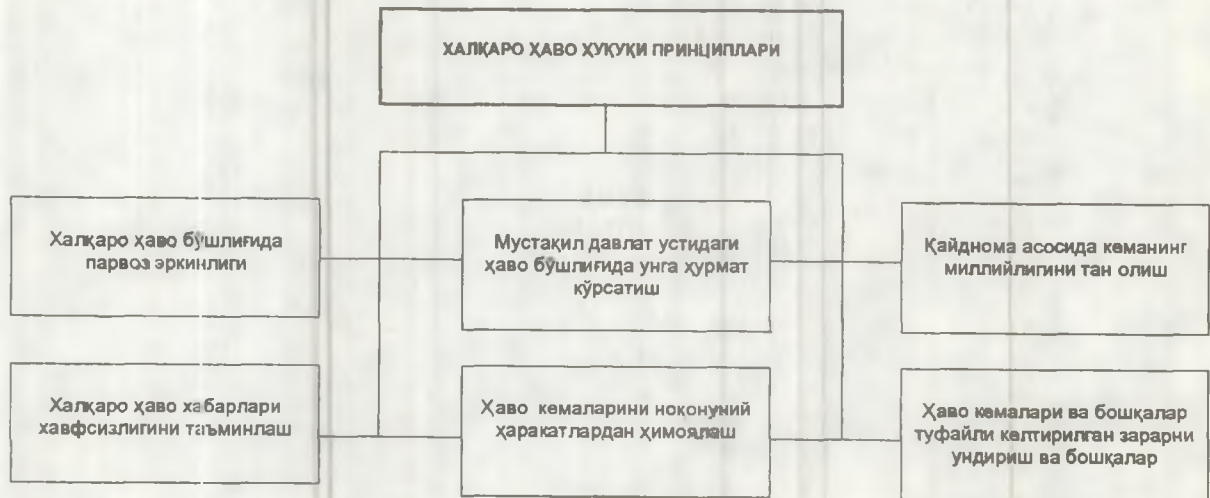 ХАЛҚАРО ҲАВО ҲУҚУҚИ ПРИНЦИПЛАРИ
Халқаро ҳаво бўшлиғида
парвоз эркинлиги
Мустақил давлат устидаги
ҳаво бўшлиғида унга ҳурмат
кўрсатиш
Қайднома асосида кеманинг
миллийлигини тан олиш
Халқаро ҳаво хабарлари
хавфсизлигини таъминлаш
Ҳаво кемаларини ноқонуний
ҳаракатлардан ҳимоялаш
Ҳаво кемалари ва бошқалар
туфайли келтирилган зарарни
ундириш ва бошқалар